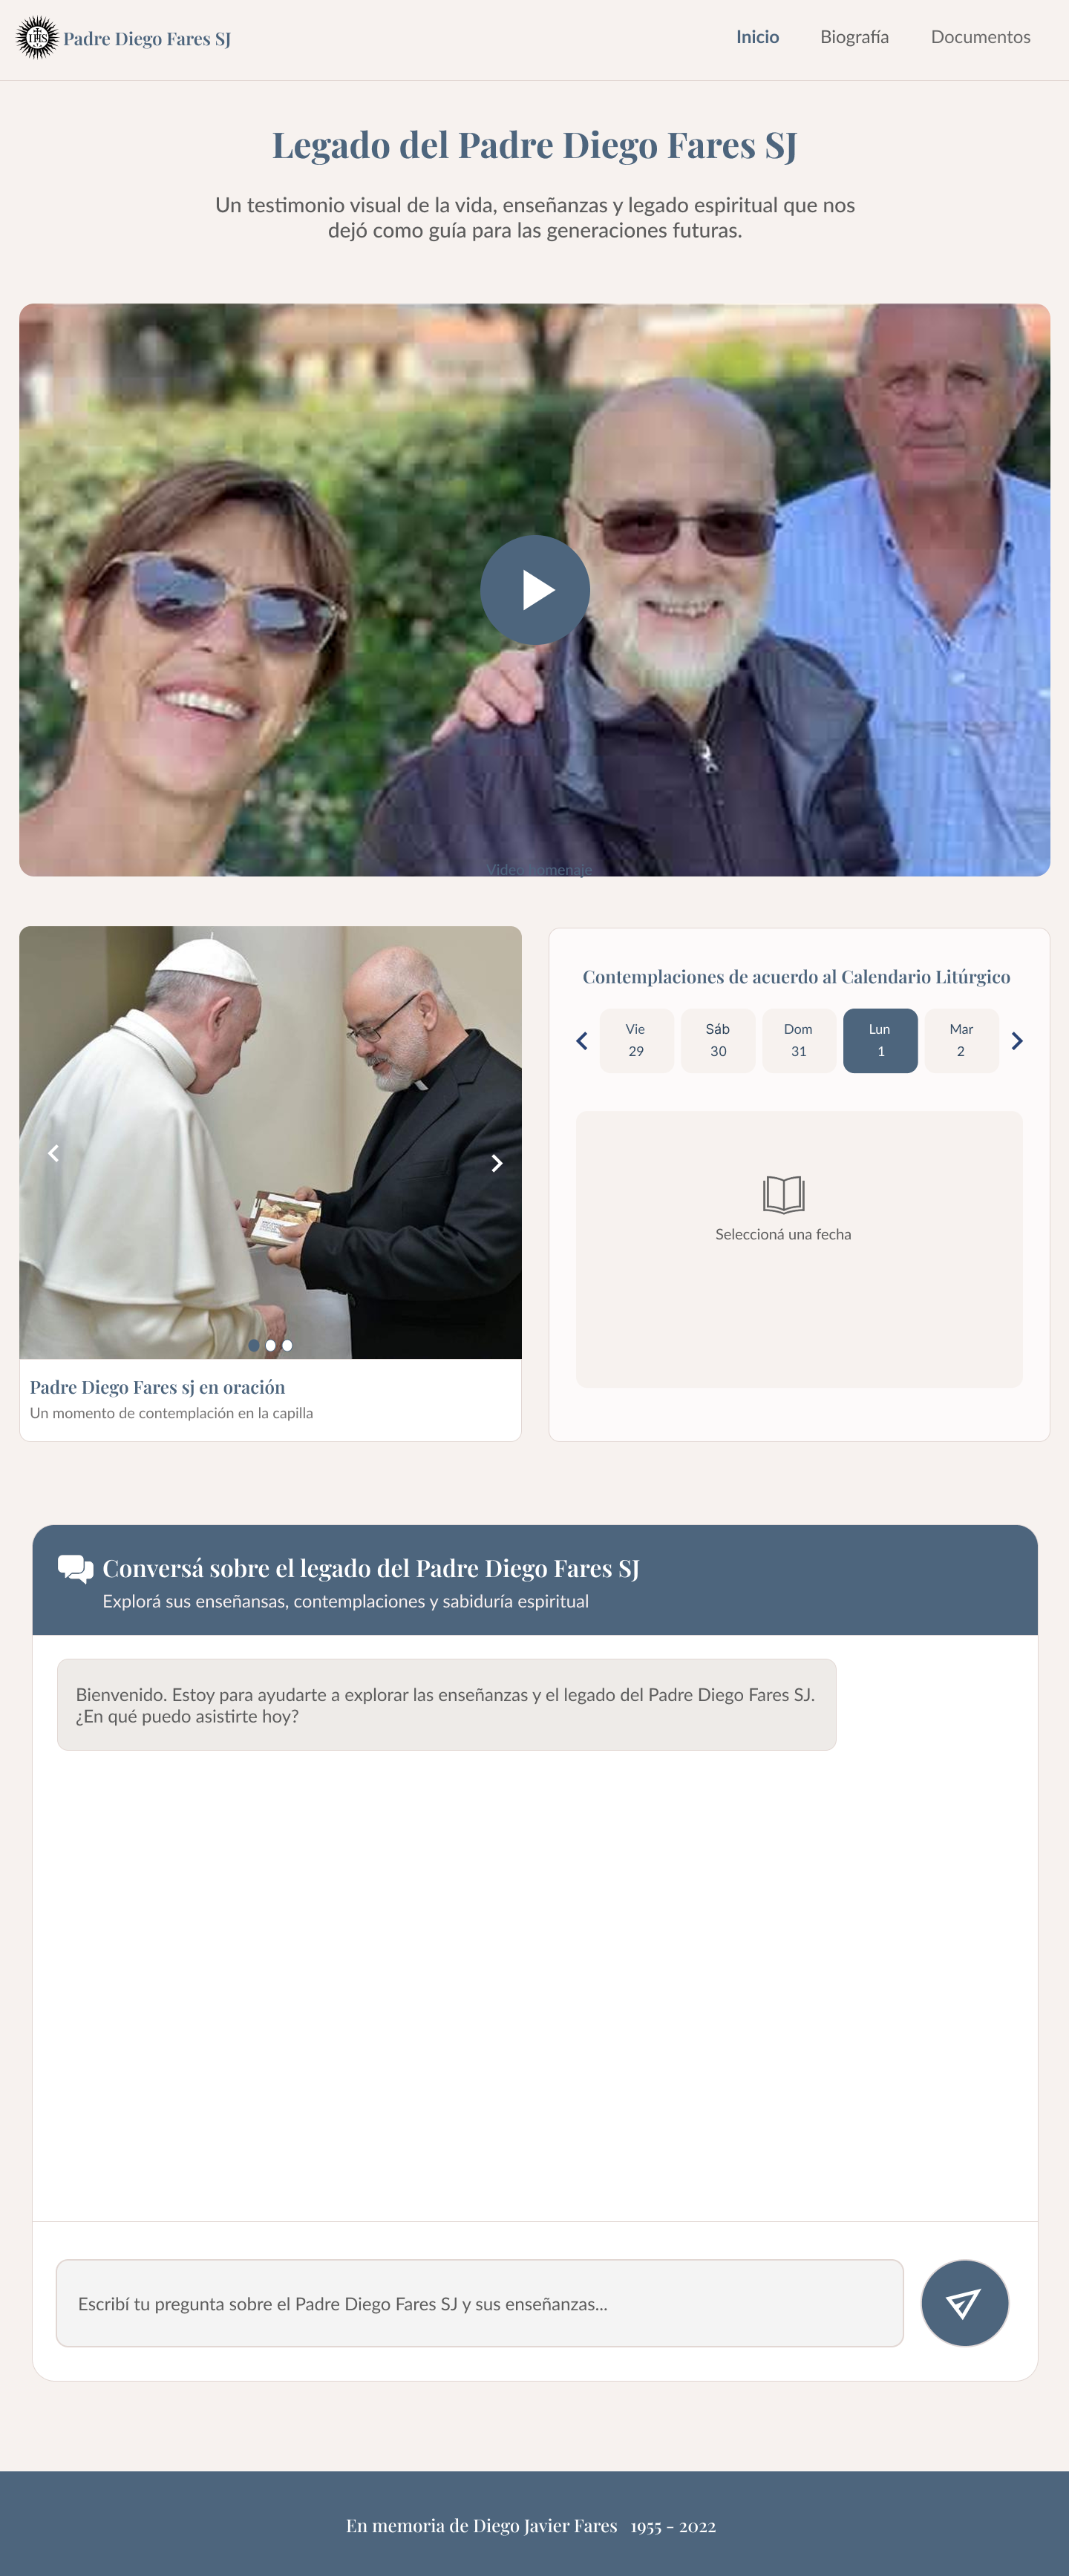 IHS
Padre Diego Fares SJ
Inicio
Biografía
Documentos
Legado del Padre Diego Fares SJ
Un testimonio visual de la vida, enseñanzas y legado espiritual que nos
dejó como guía para las generaciones futuras.
Video homenaje
Padre Diego Fares sj en oración
Un momento de contemplación en la capilla
Contemplaciones de acuerdo al Calendario Litúrgico
Vie
29
Sáb
30
Dom
31
Lun
1
Mar
2
Seleccioná una fecha
Conversá sobre el legado del Padre Diego Fares SJ
Explorá sus enseñansas, contemplaciones y sabiduría espiritual
Bienvenido. Estoy para ayudarte a explorar las enseñanzas y el legado del Padre Diego Fares SJ.
¿En qué puedo asistirte hoy?
Escribí tu pregunta sobre el Padre Diego Fares SJ y sus enseñanzas...
En memoria de Diego Javier Fares 1955 - 2022